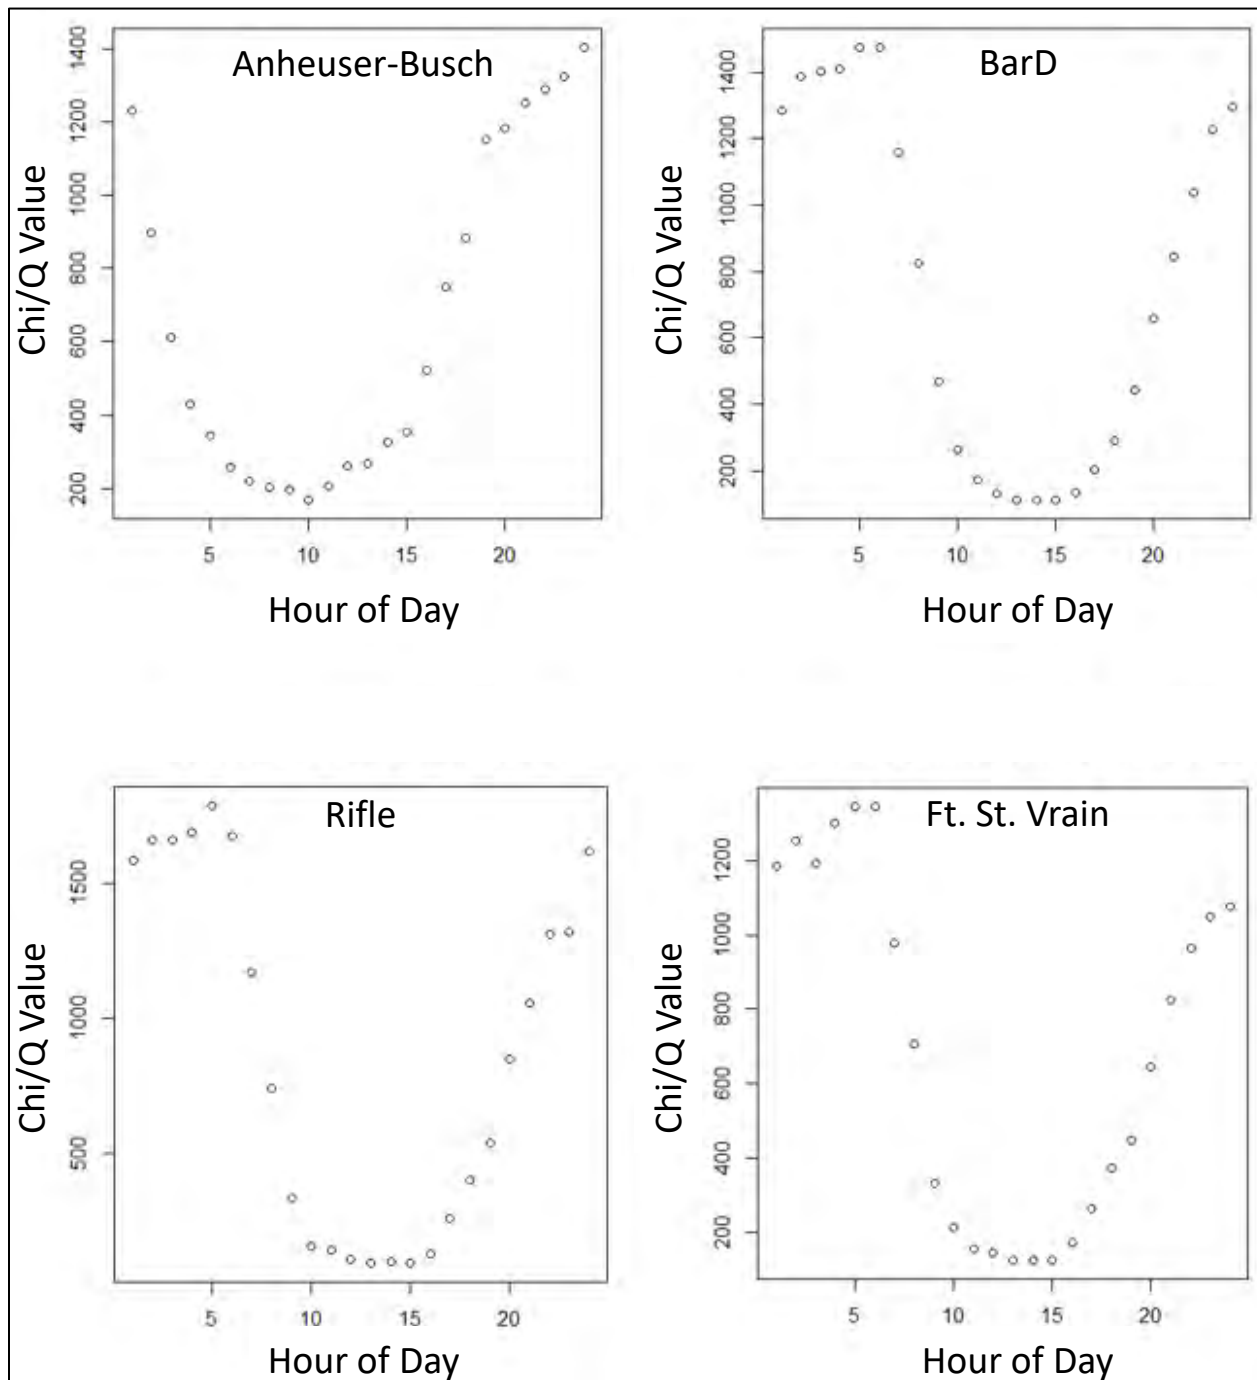 Anheuser-Busch
Chi/Q Value
200 400 600 800 1000 1200 1400
5 10 15 20
Hour of Day
BarD
Chi/Q Value
200 400 600 800 1000 1200 1400
5 10 15 20
Hour of Day
Rifle
Chi/Q Value
500 1000 1500
5 10 15 20
Hour of Day
Ft. St. Vrain
Chi/Q Value
200 400 600 800 1000 1200
5 10 15 20
Hour of Day